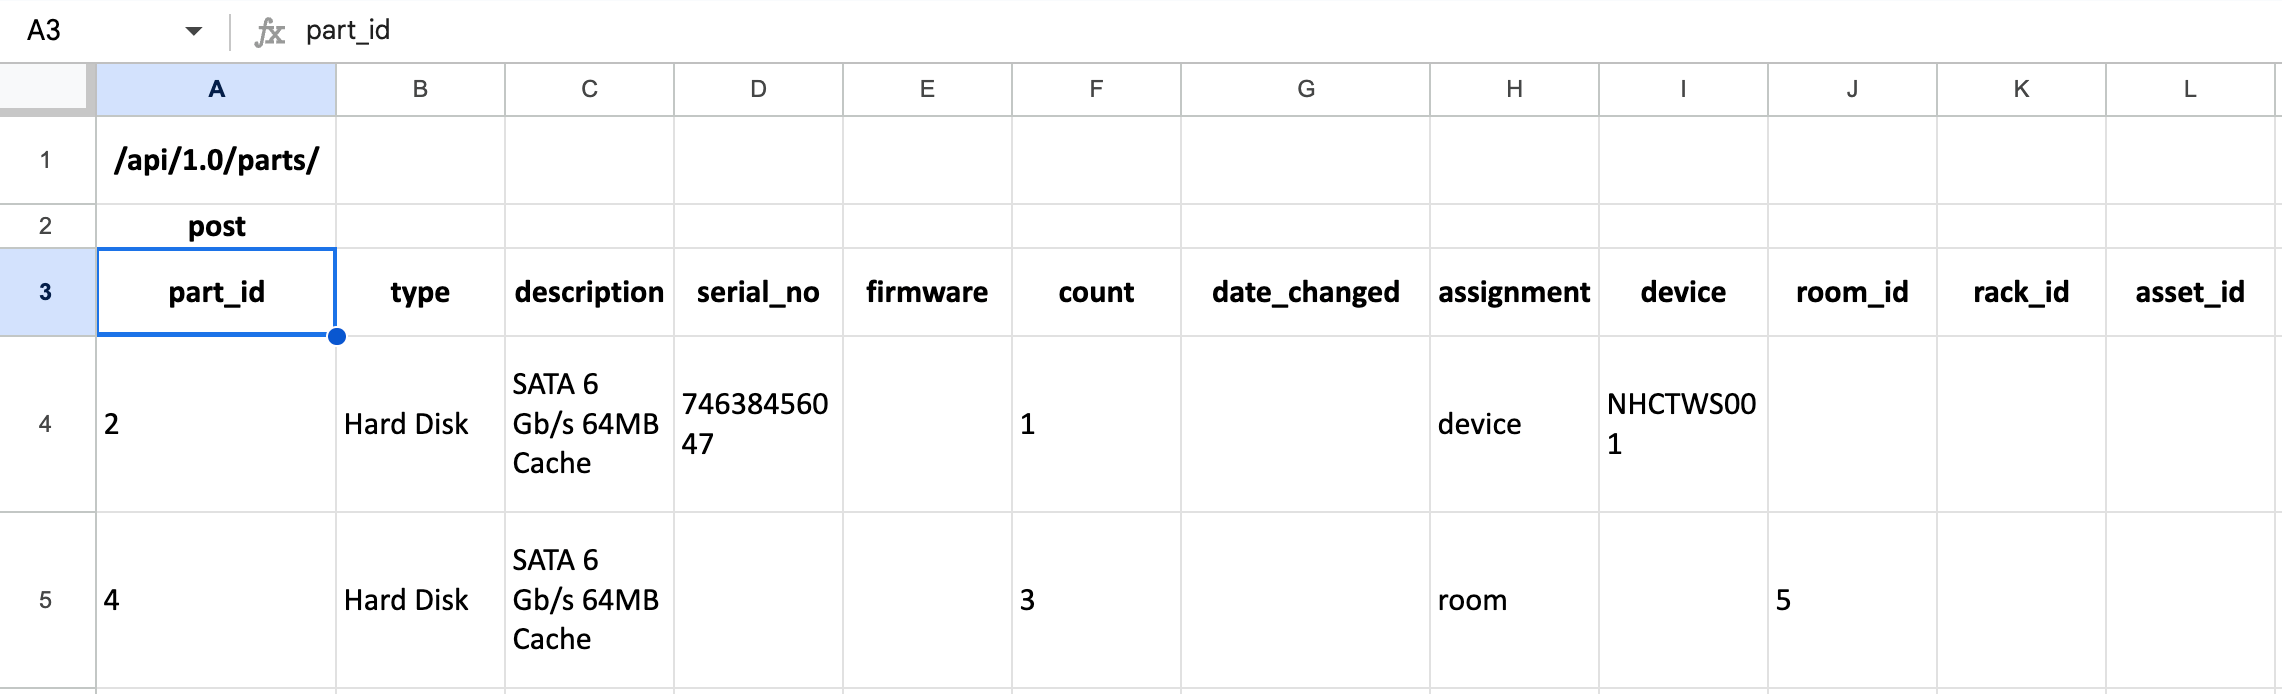 A3 fx part_id
A B C D E F G H I J K L
1 /api/1.0/parts/
2 post
3 part_id type description serial_no firmware count date_changed assignment device room_id rack_id asset_id
4 2 Hard Disk SATA 6 Gb/s 64MB Cache 74638456047 1 device NHCTWS001
5 4 Hard Disk SATA 6 Gb/s 64MB Cache 3 room 5